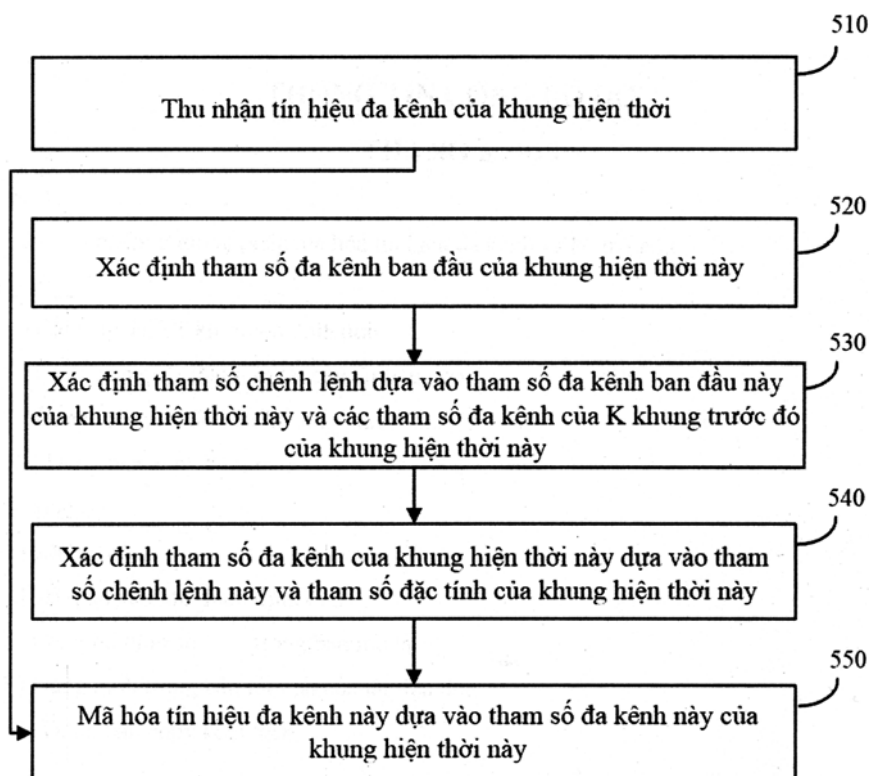 510
Thu nhận tín hiệu đa kênh của khung hiện thời
520
Xác định tham số đa kênh ban đầu của khung hiện thời này
530
Xác định tham số chênh lệnh dựa vào tham số đa kênh ban đầu này
của khung hiện thời này và các tham số đa kênh của K khung trước đó
của khung hiện thời này
540
Xác định tham số đa kênh của khung hiện thời này dựa vào tham
số chênh lệnh này và tham số đặc tính của khung hiện thời này
550
Mã hóa tín hiệu đa kênh này dựa vào tham số đa kênh này của
khung hiện thời này